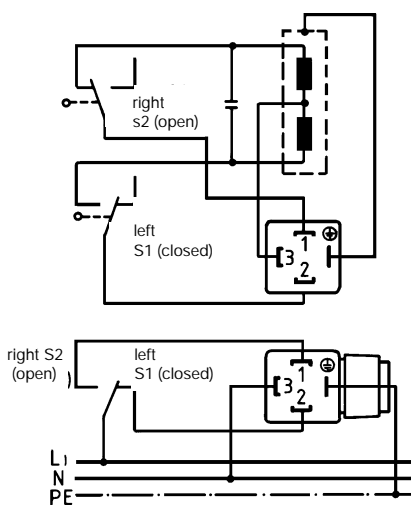 right
s2 (open)
left
S1 (closed)
1
3
2
right S2
(open)
left
S1 (closed)
1
3
2
L
N
PE